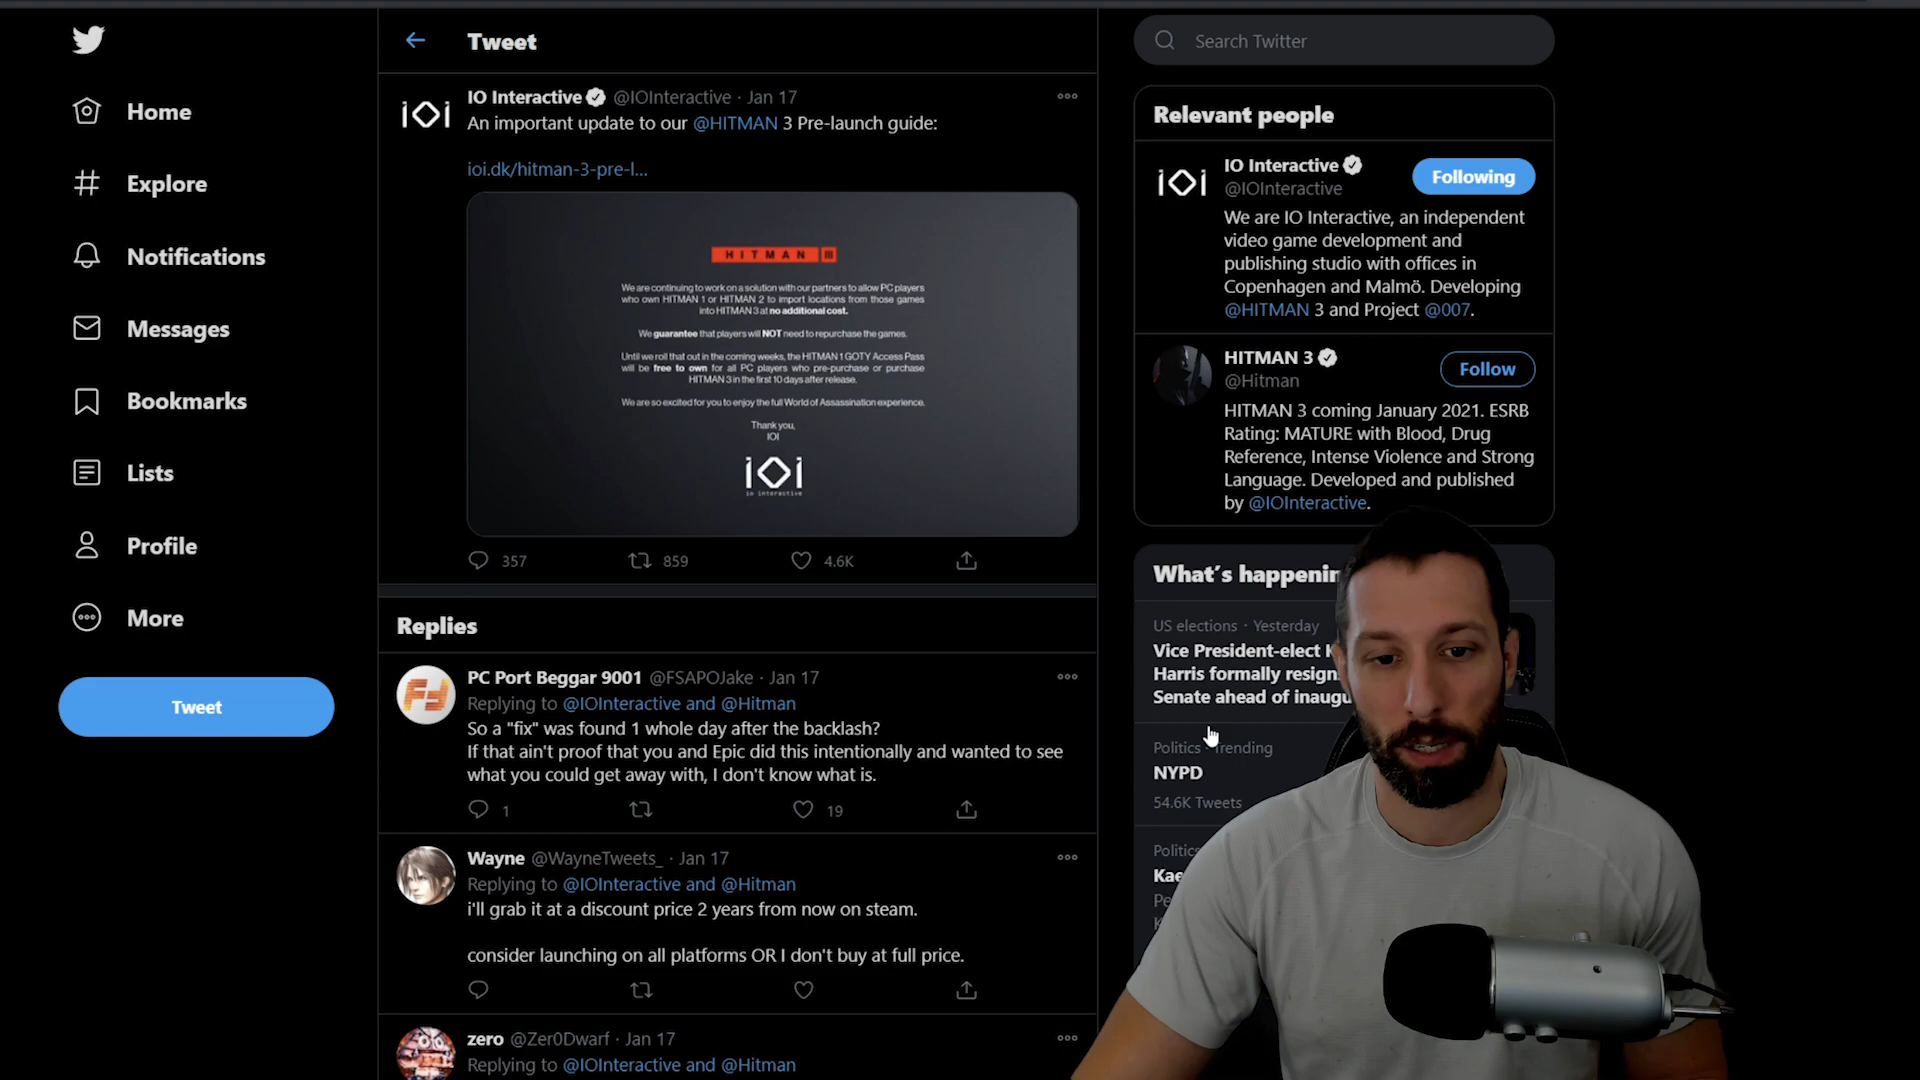 Home
Explore
Notifications
Messages
Bookmarks
Lists
Profile
More
Tweet
Tweet
IO Interactive @IOInteractive · Jan 17
An important update to our @HITMAN 3 Pre-launch guide:
ioi.dk/hitman-3-pre-l...
HITMAN III
We are continuing to work on a solution with our partners to allow PC players
who own HITMAN 1 or HITMAN 2 to import locations from those games
into HITMAN 3 at no additional cost.
We guarantee that players will NOT need to repurchase the games.
Until we roll that out in the coming weeks, the HITMAN 1 GOTY Access Pass
will be free to own for all PC players who pre-purchase or purchase
HITMAN 3 in the first 10 days after release.
We are so excited for you to enjoy the full World of Assassination experience.
Thank you,
IOI
IOI
io interactive
357 859 4.6K
Replies
PC Port Beggar 9001 @FSAPOJake · Jan 17
Replying to @IOInteractive and @Hitman
So a "fix" was found 1 whole day after the backlash?
If that ain't proof that you and Epic did this intentionally and wanted to see
what you could get away with, I don't know what is.
1 19
Wayne @WayneTweets_ · Jan 17
Replying to @IOInteractive and @Hitman
i'll grab it at a discount price 2 years from now on steam.
consider launching on all platforms OR I don't buy at full price.
zero @Zer0Dwarf · Jan 17
Replying to @IOInteractive and @Hitman
Search Twitter
Relevant people
IO Interactive
@IOInteractive
Following
We are IO Interactive, an independent
video game development and
publishing studio with offices in
Copenhagen and Malmö. Developing
@HITMAN 3 and Project @007.
HITMAN 3
@Hitman
Follow
HITMAN 3 coming January 2021. ESRB
Rating: MATURE with Blood, Drug
Reference, Intense Violence and Strong
Language. Developed and published
by @IOInteractive.
What's happenin
US elections · Yesterday
Vice President-elect K
Harris formally resign
Senate ahead of inaugu
Politics · Trending
NYPD
54.6K Tweets
Politics
Kae
Pe